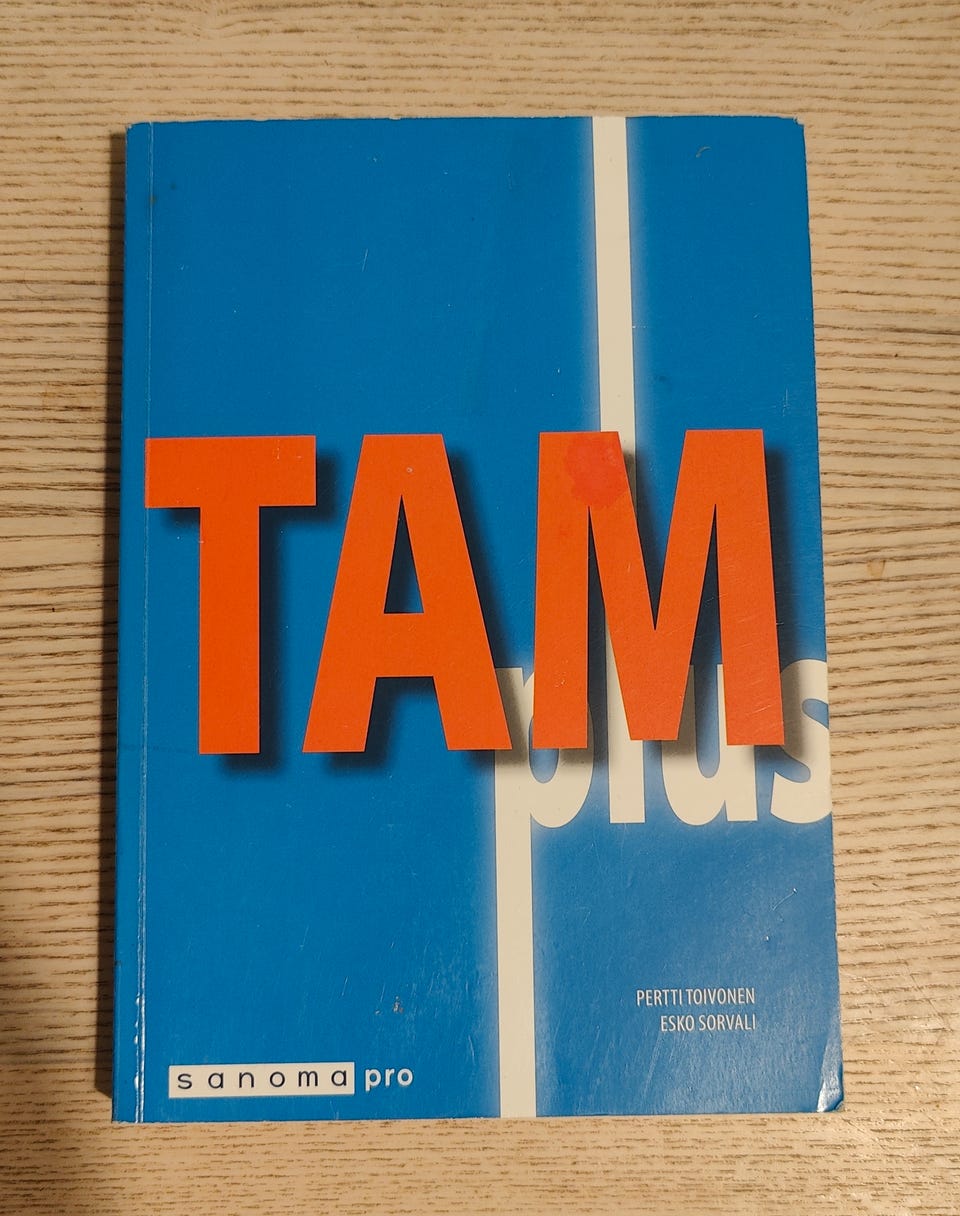 TAM
plus
PERTTI TOIVONEN
ESKO SORVALI
sanoma pro